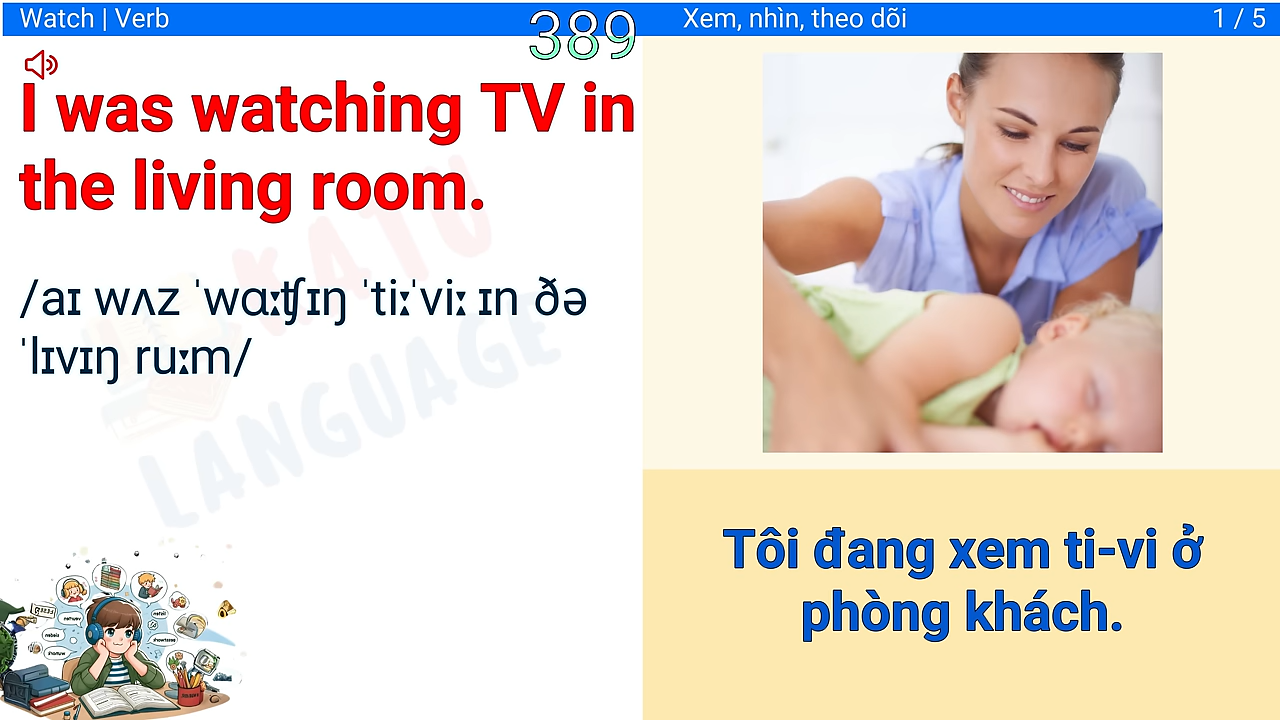 Watch | Verb
389
Xem, nhìn, theo dõi
1 / 5
I was watching TV in
the living room.
/aɪ wʌz ˈwɑːʧɪŋ ˈtiːˈviː ɪn ðə
ˈlɪvɪŋ ruːm/
KATU
LANGUAGE
Tôi đang xem ti-vi ở
phòng khách.